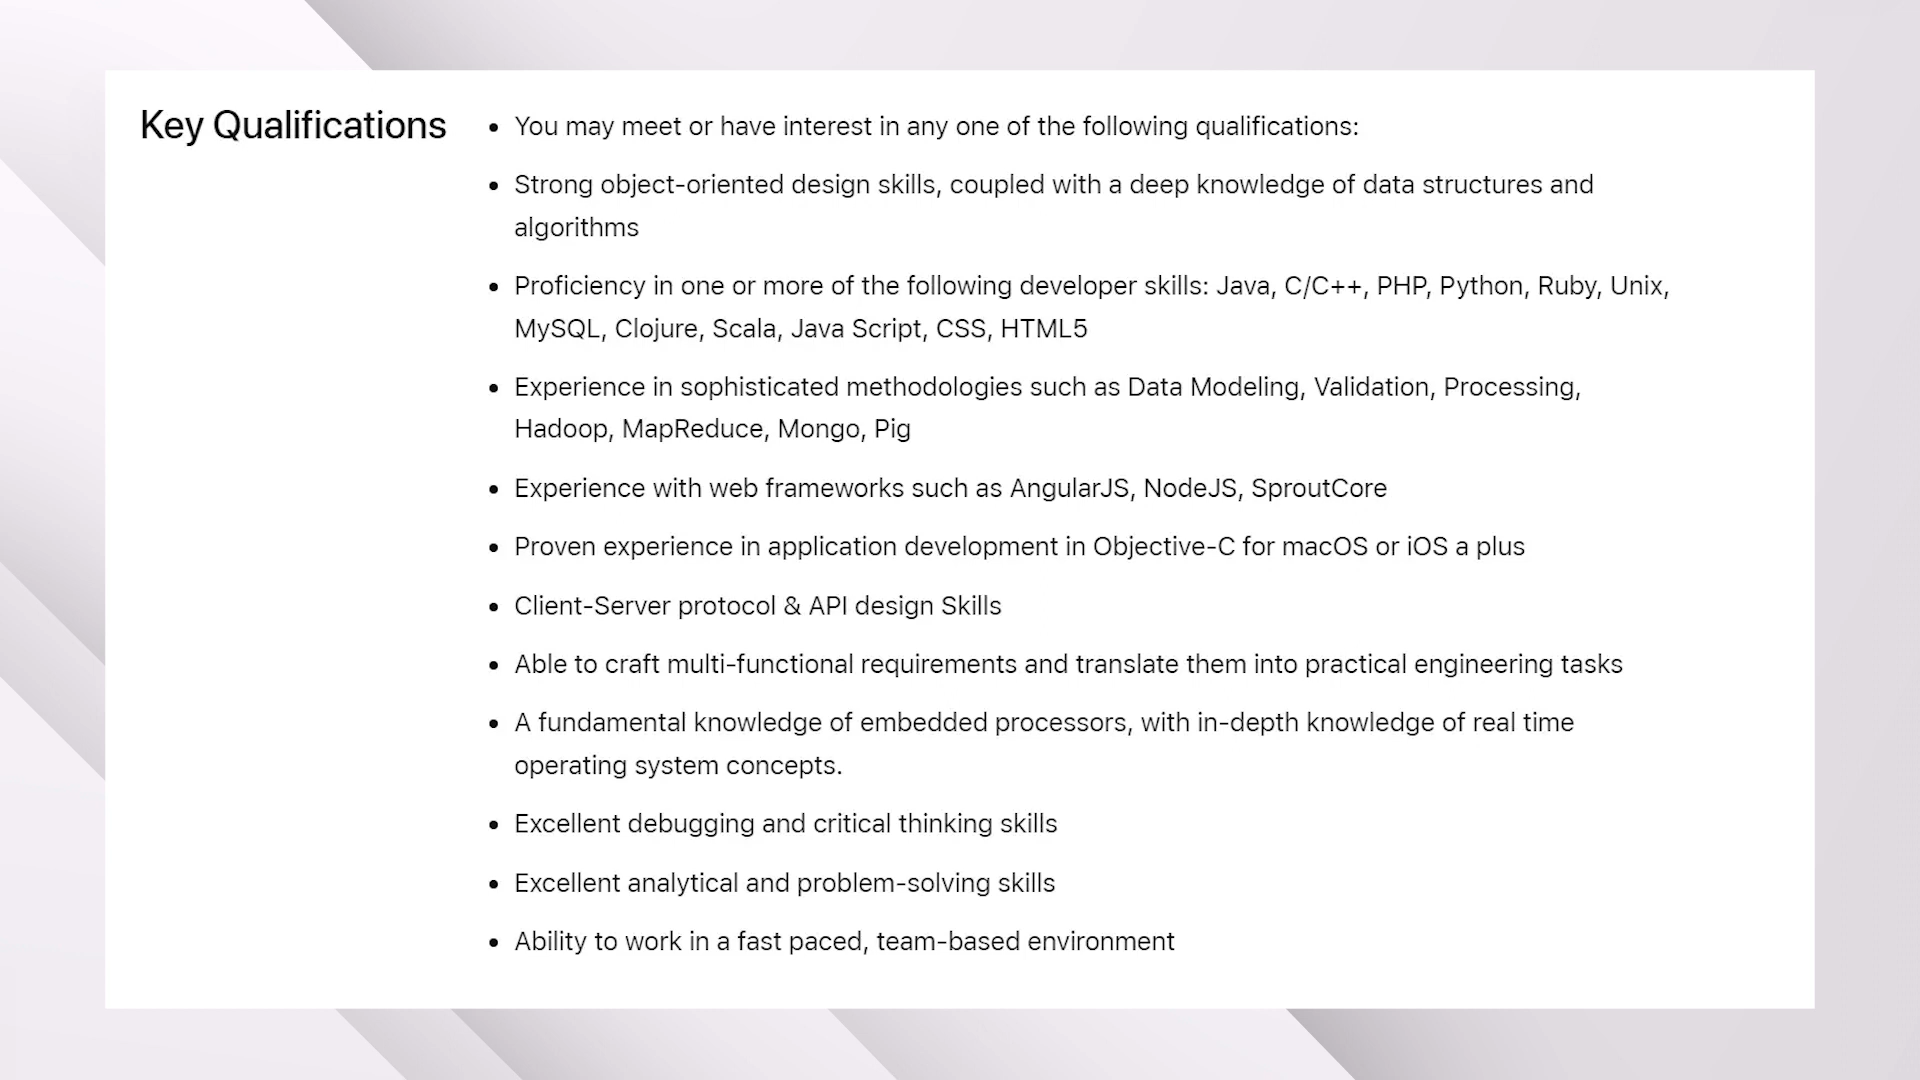 Key Qualifications
• You may meet or have interest in any one of the following qualifications:
• Strong object-oriented design skills, coupled with a deep knowledge of data structures and
algorithms
• Proficiency in one or more of the following developer skills: Java, C/C++, PHP, Python, Ruby, Unix,
MySQL, Clojure, Scala, Java Script, CSS, HTML5
• Experience in sophisticated methodologies such as Data Modeling, Validation, Processing,
Hadoop, MapReduce, Mongo, Pig
• Experience with web frameworks such as AngularJS, NodeJS, SproutCore
• Proven experience in application development in Objective-C for macOS or iOS a plus
• Client-Server protocol & API design Skills
• Able to craft multi-functional requirements and translate them into practical engineering tasks
• A fundamental knowledge of embedded processors, with in-depth knowledge of real time
operating system concepts.
• Excellent debugging and critical thinking skills
• Excellent analytical and problem-solving skills
• Ability to work in a fast paced, team-based environment